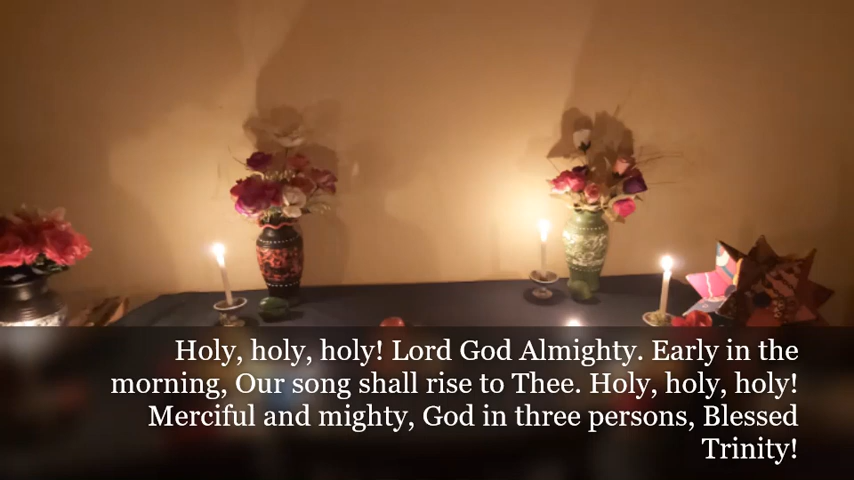 Holy, holy, holy! Lord God Almighty. Early in the
morning, Our song shall rise to Thee. Holy, holy, holy!
Merciful and mighty, God in three persons, Blessed
Trinity!